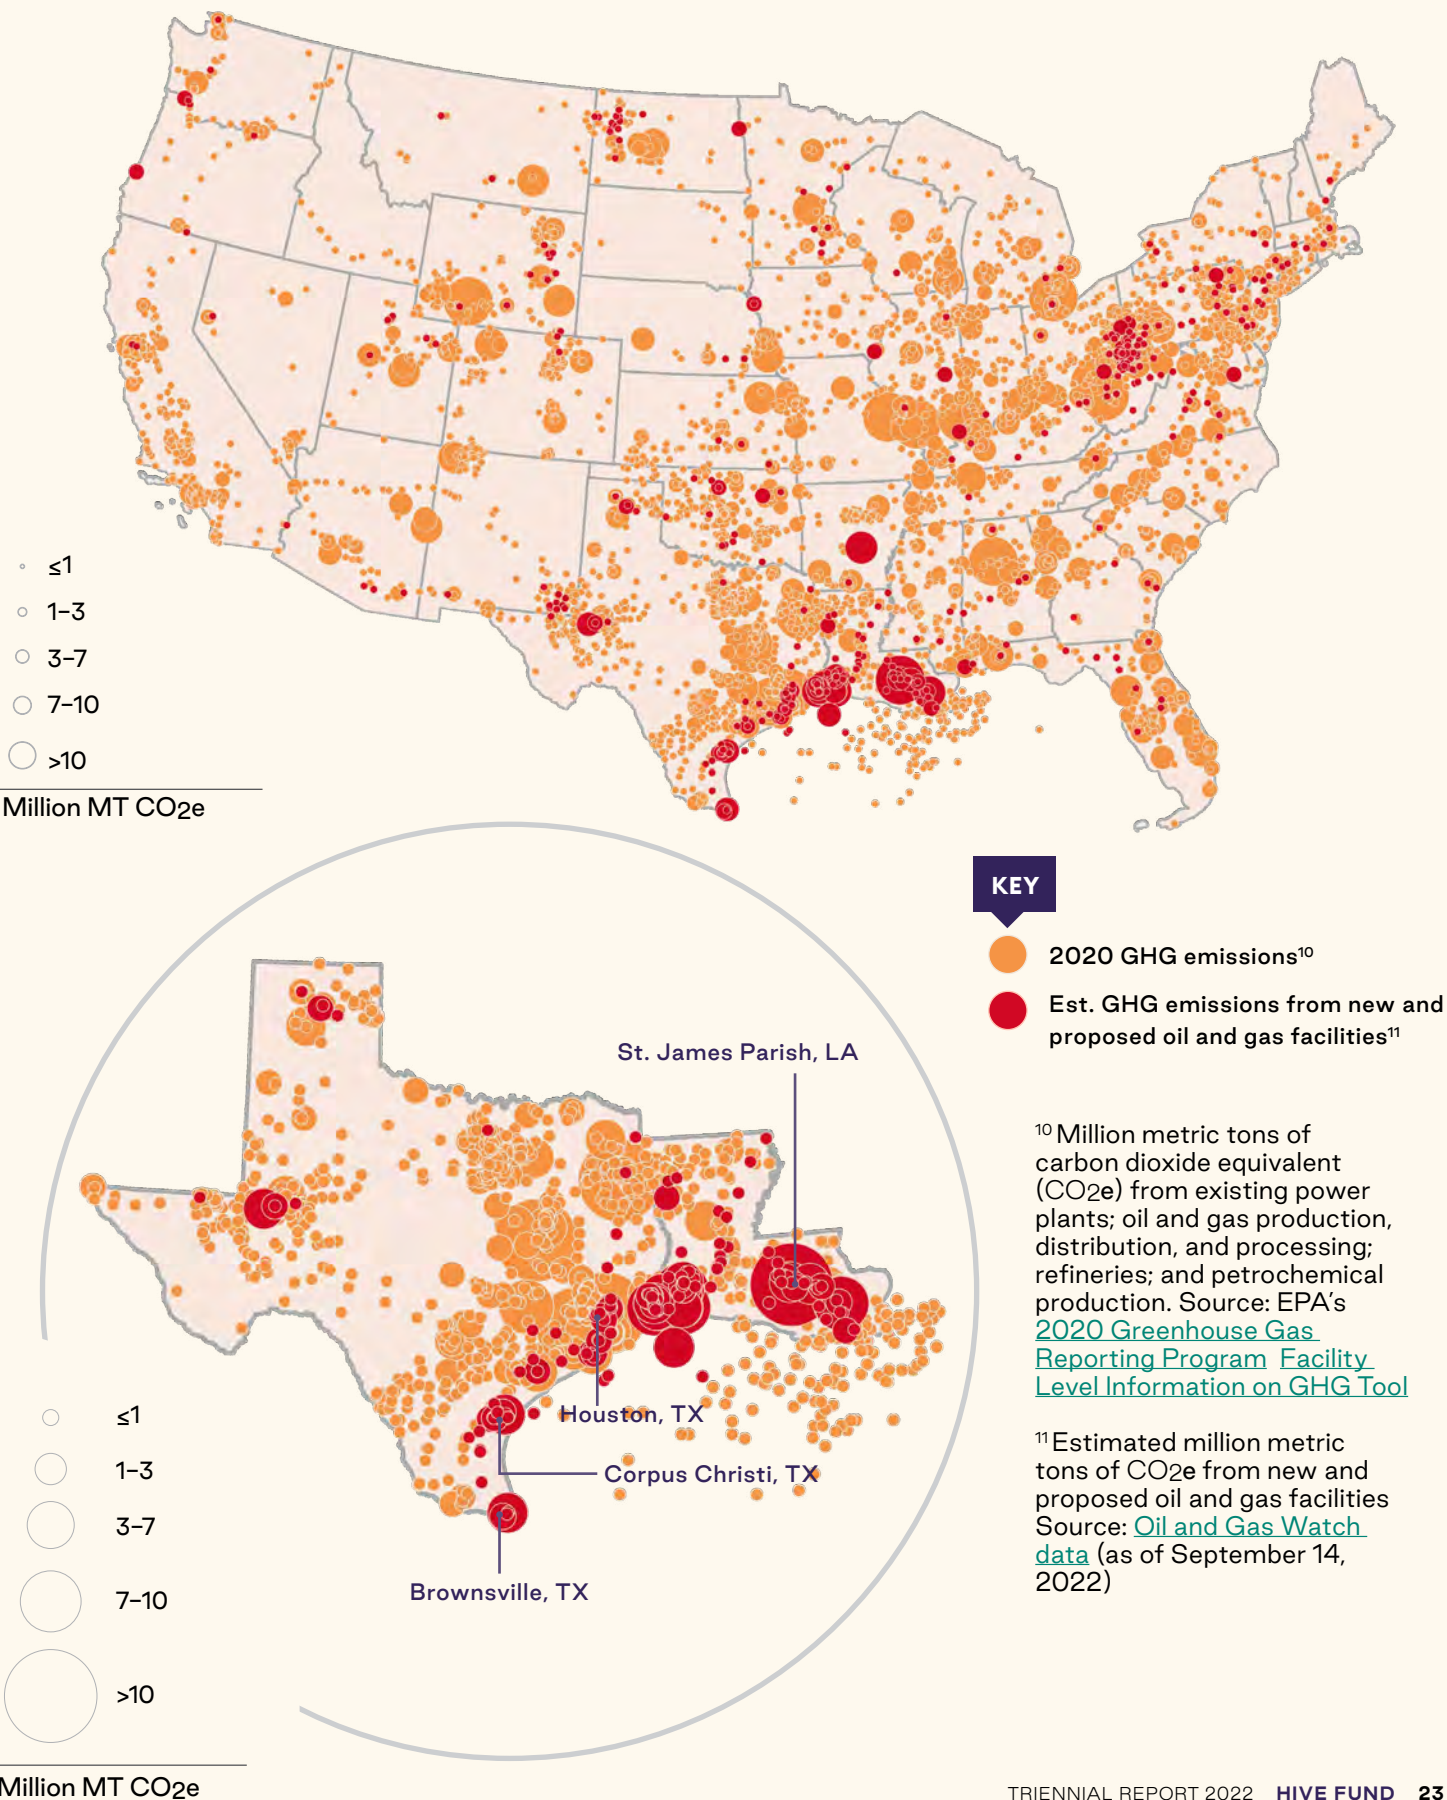 ≤1
1–3
3–7
7–10
>10
Million MT CO2e
KEY
2020 GHG emissions10
Est. GHG emissions from new and
proposed oil and gas facilities11
St. James Parish, LA
Houston, TX
Corpus Christi, TX
Brownsville, TX
≤1
1–3
3–7
7–10
>10
Million MT CO2e
10 Million metric tons of
carbon dioxide equivalent
(CO2e) from existing power
plants; oil and gas production,
distribution, and processing;
refineries; and petrochemical
production. Source: EPA’s
2020 Greenhouse Gas
Reporting Program Facility
Level Information on GHG Tool
11 Estimated million metric
tons of CO2e from new and
proposed oil and gas facilities
Source: Oil and Gas Watch
data (as of September 14,
2022)
TRIENNIAL REPORT 2022 HIVE FUND 23